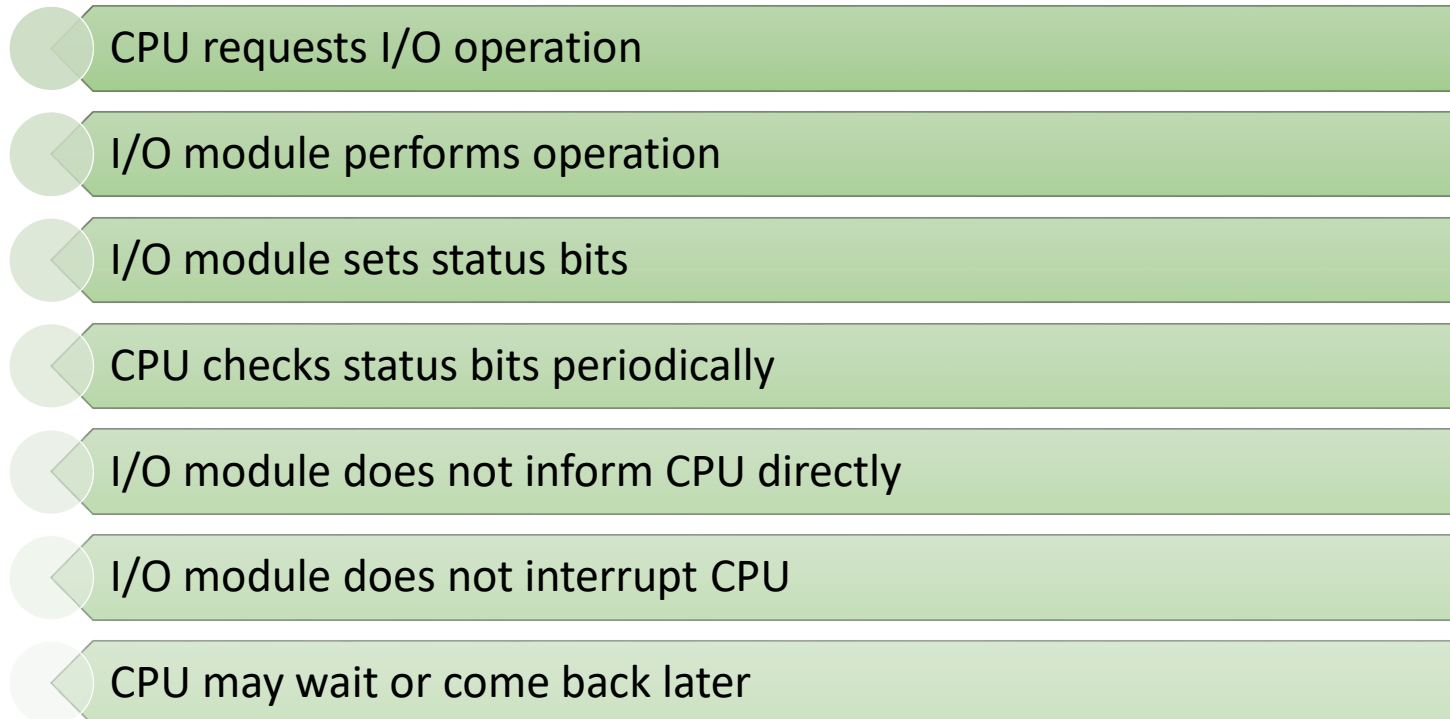 CPU requests I/O operation
I/O module performs operation
I/O module sets status bits
CPU checks status bits periodically
I/O module does not inform CPU directly
I/O module does not interrupt CPU
CPU may wait or come back later